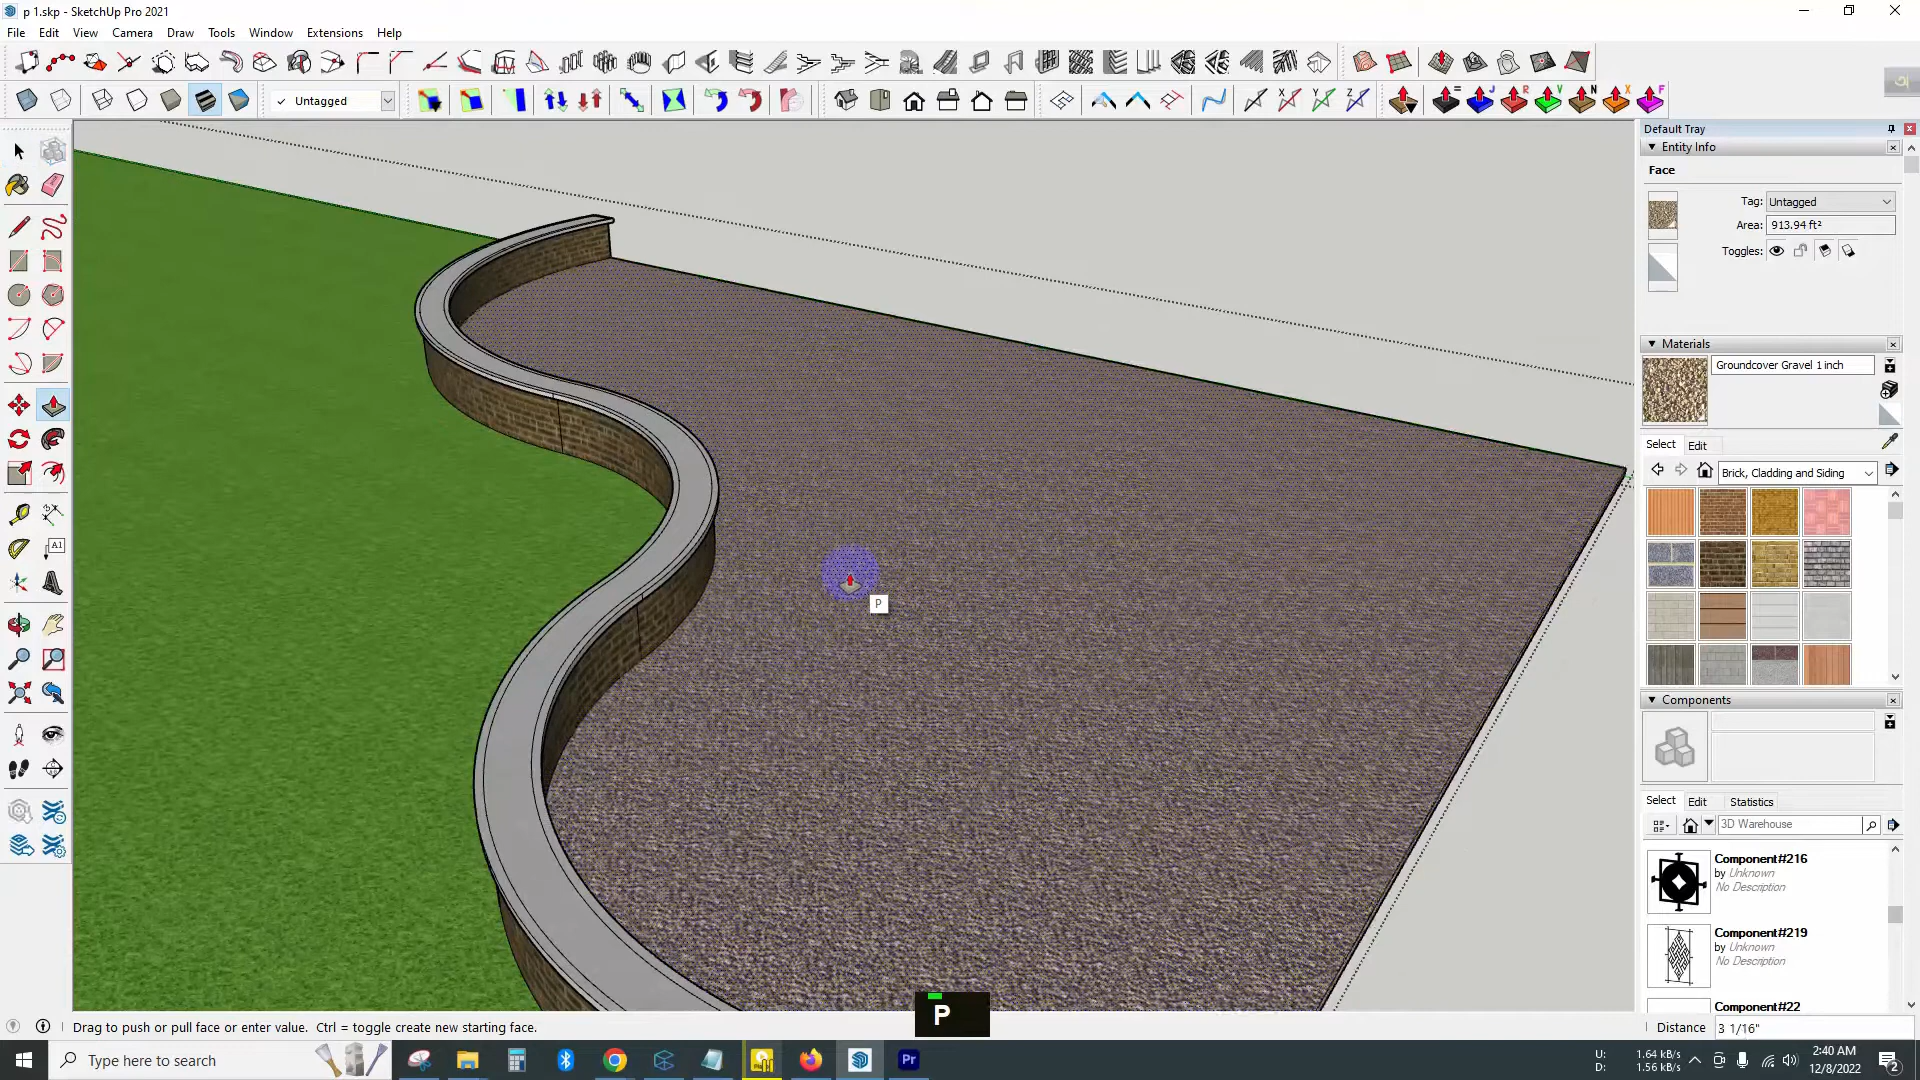 p 1.skp - SketchUp Pro 2021
File Edit View Camera Draw Tools Window Extensions Help
Untagged
Default Tray
Entity Info
Face
Tag: Untagged
Area: 913.94 ft²
Toggles:
Materials
Groundcover Gravel 1 inch
Select Edit
Brick, Cladding and Siding
Components
Select Edit Statistics
3D Warehouse
Component#216
by Unknown
No Description
Component#219
by Unknown
No Description
Component#22
P
P
Drag to push or pull face or enter value. Ctrl = toggle create new starting face.
Distance 3 1/16"
Type here to search
U: 1.64 kB/s
D: 1.56 kB/s
2:40 AM
12/8/2022